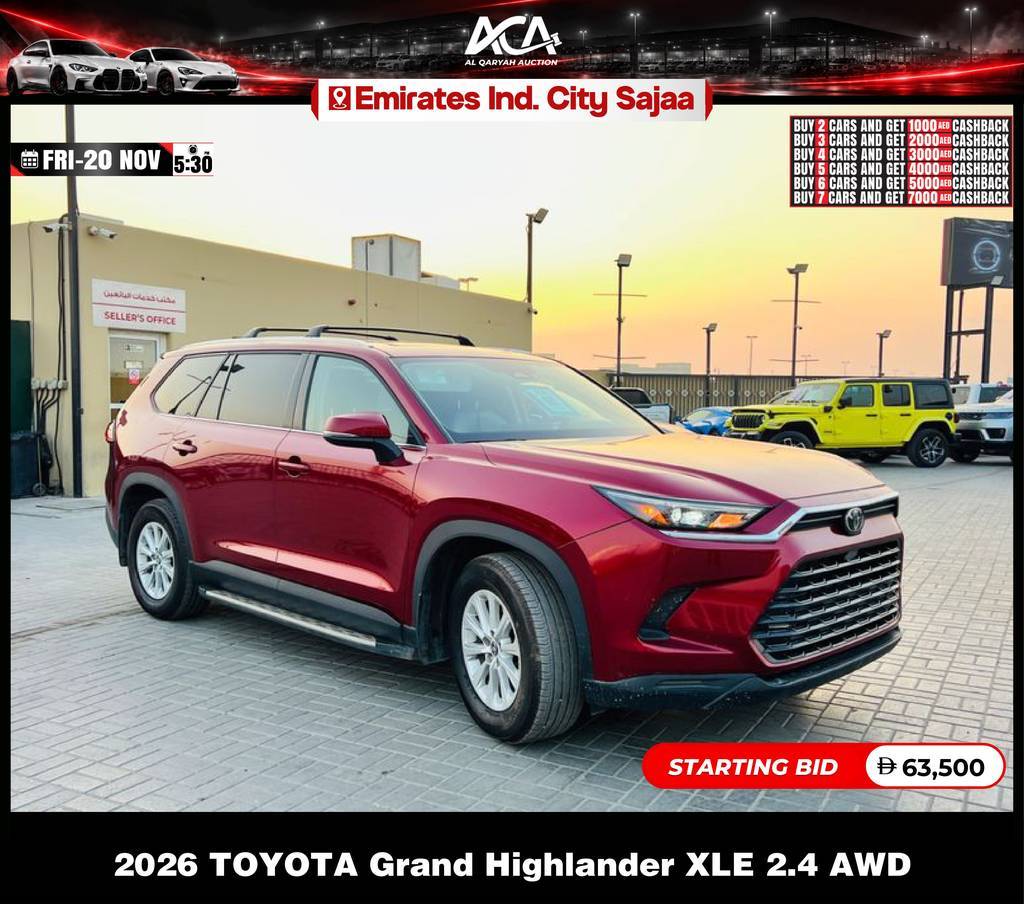 ACA
AL QARYAH AUCTION
Emirates Ind. City Sajaa
FRI-20 NOV 5:30
BUY 2 CARS AND GET 1000 AED CASHBACK
BUY 3 CARS AND GET 2000 AED CASHBACK
BUY 4 CARS AND GET 3000 AED CASHBACK
BUY 5 CARS AND GET 4000 AED CASHBACK
BUY 6 CARS AND GET 5000 AED CASHBACK
BUY 7 CARS AND GET 7000 AED CASHBACK
مكتب خدمات البائعين
SELLER'S OFFICE
STARTING BID 63,500
2026 TOYOTA Grand Highlander XLE 2.4 AWD